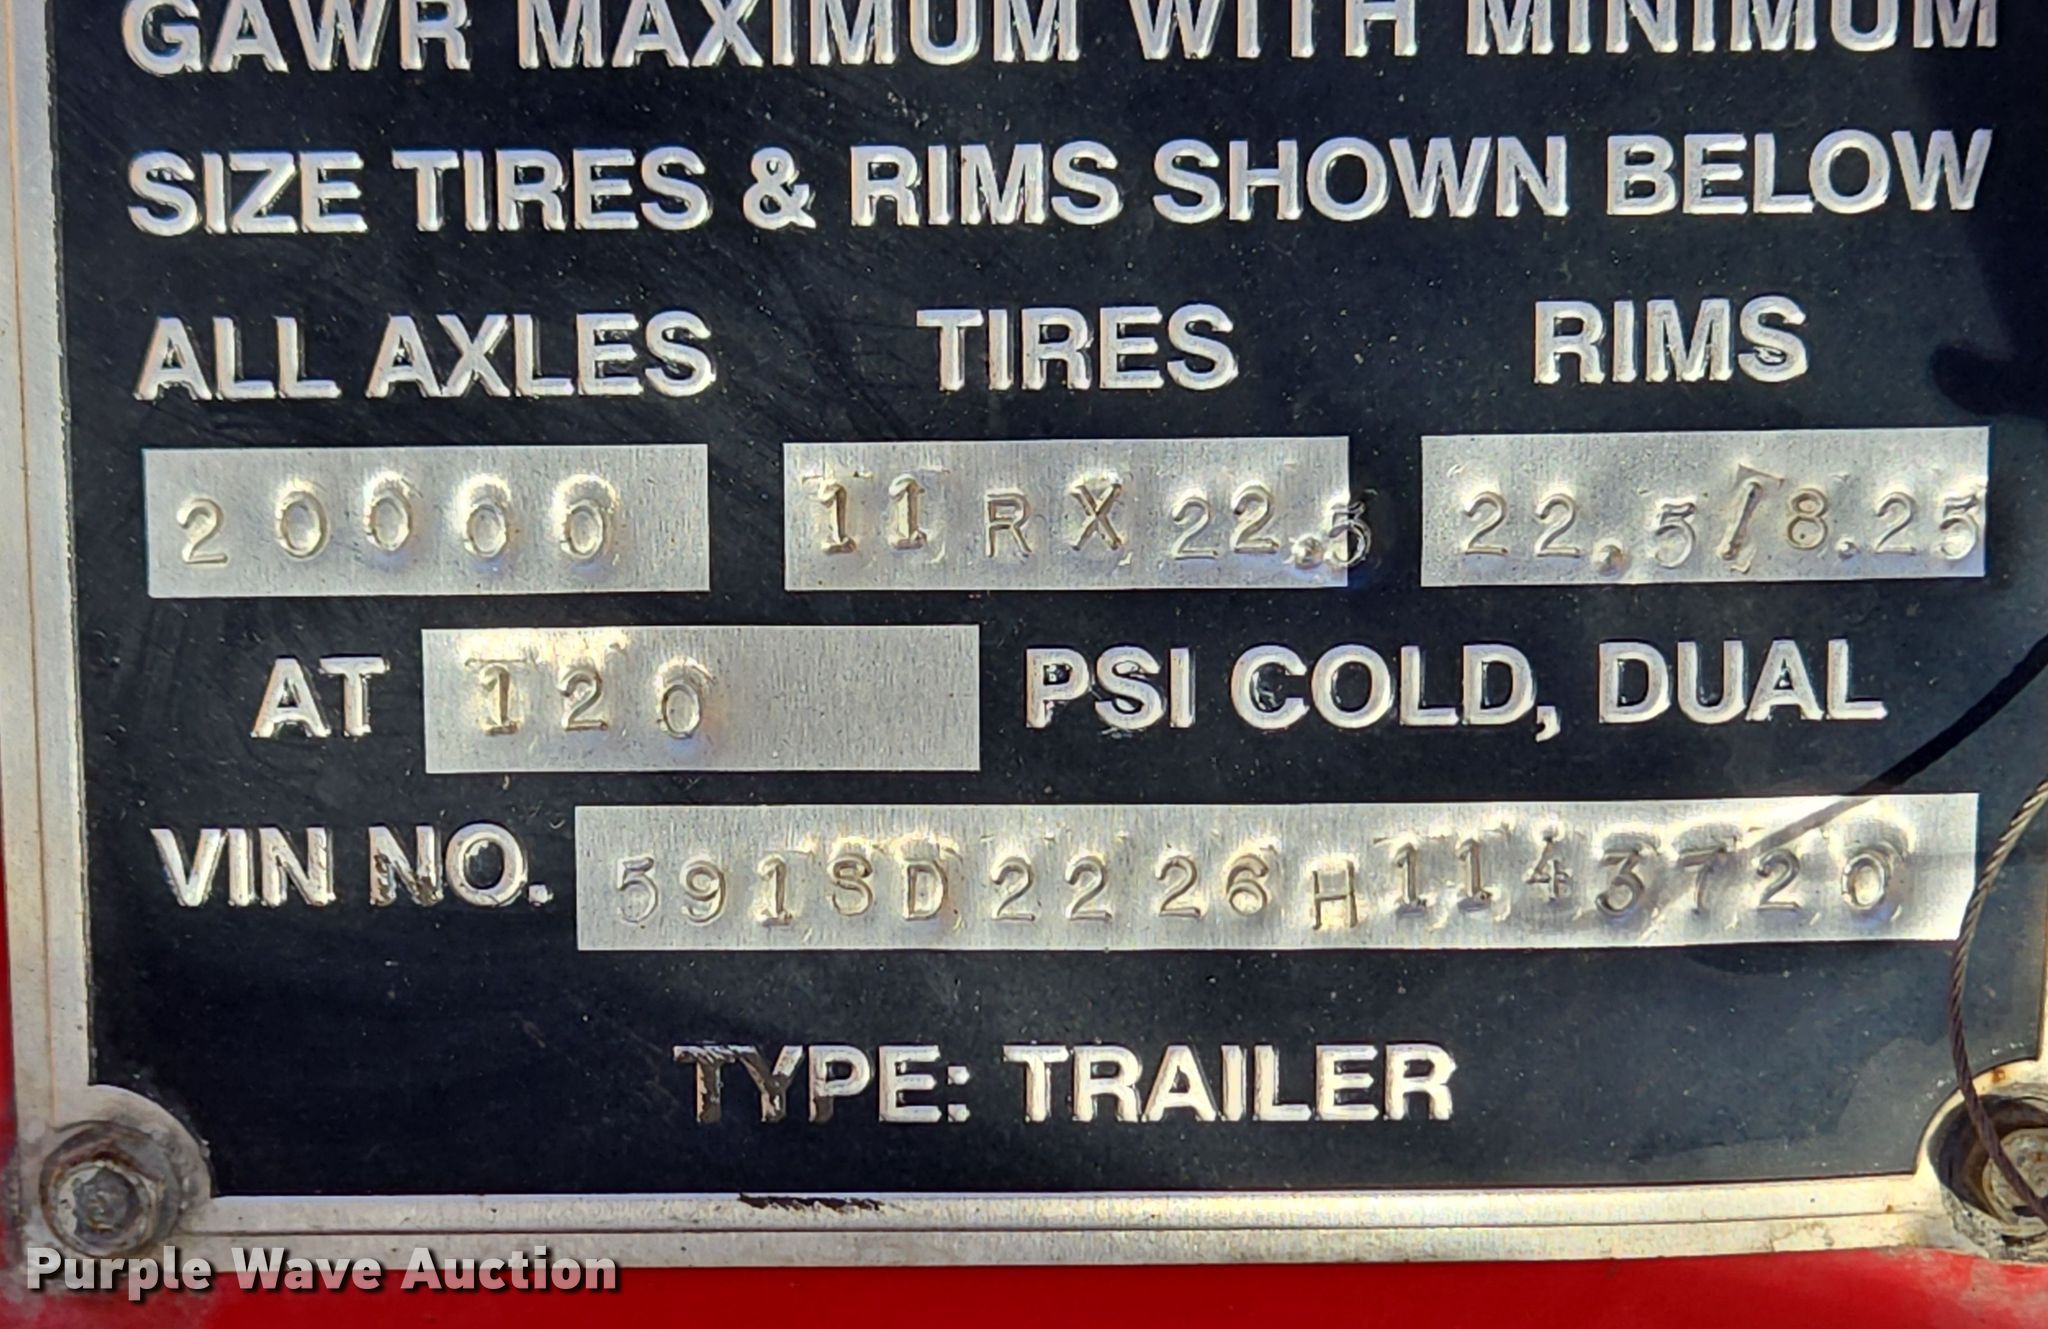 GAWR MAXIMUM WITH MINIMUM
SIZE TIRES & RIMS SHOWN BELOW
ALL AXLES TIRES RIMS
20000 11RX22.5 22.5/8.25
AT 120 PSI COLD, DUAL
VIN NO. 591SD2226H1143720
TYPE: TRAILER
Purple Wave Auction